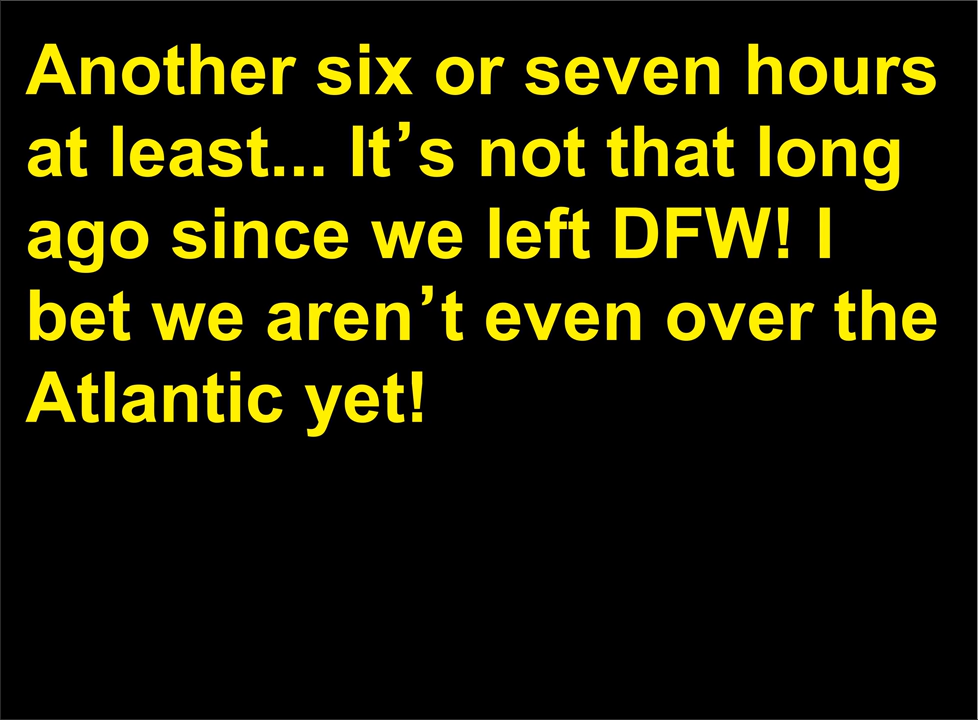 Another six or seven hours
at least... It’s not that long
ago since we left DFW! I
bet we aren’t even over the
Atlantic yet!